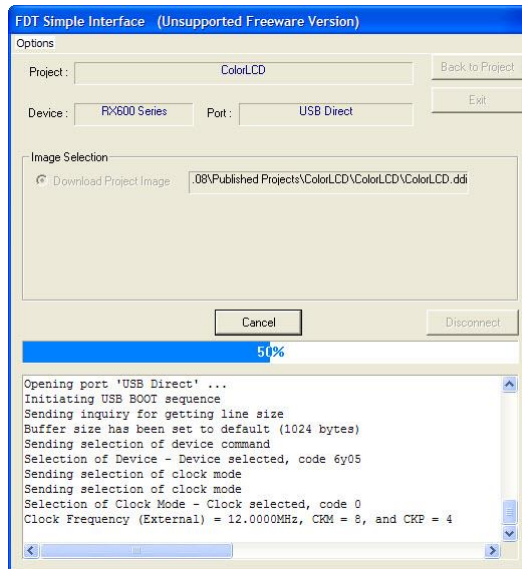 FDT Simple Interface (Unsupported Freeware Version)
Options
Project : ColorLCD Back to Project
Exit
Device : RX600 Series Port : USB Direct
Image Selection
Download Project Image .08\Published Projects\ColorLCD\ColorLCD\ColorLCD.ddi
Cancel Disconnect
50%
Opening port 'USB Direct' ...
Initiating USB BOOT sequence
Sending inquiry for getting line size
Buffer size has been set to default (1024 bytes)
Sending selection of device command
Selection of Device - Device selected, code 6y05
Sending selection of clock mode
Sending selection of clock mode
Selection of Clock Mode - Clock selected, code 0
Clock Frequency (External) = 12.0000MHz, CKM = 8, and CKP = 4